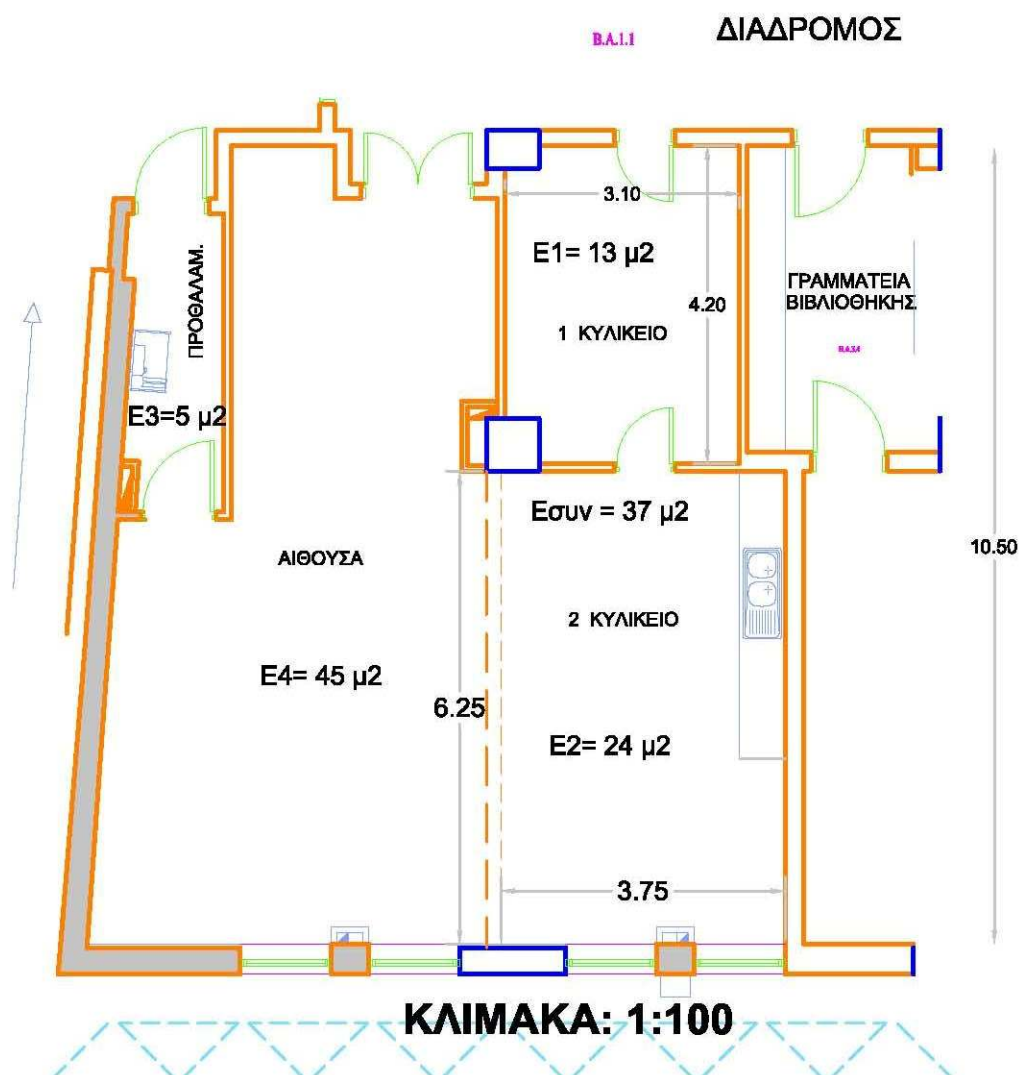 B.A.1.1
ΔΙΑΔΡΟΜΟΣ
3.10
E1= 13 μ2
4.20
1 ΚΥΛΙΚΕΙΟ
ΓΡΑΜΜΑΤΕΙΑ
ΒΙΒΛΙΟΘΗΚΗΣ
B.A.3.4
ΠΡΟΘΑΛΑΜ.
E3=5 μ2
Eσυν = 37 μ2
10.50
ΑΙΘΟΥΣΑ
2 ΚΥΛΙΚΕΙΟ
E4= 45 μ2
6.25
E2= 24 μ2
3.75
ΚΛΙΜΑΚΑ: 1:100